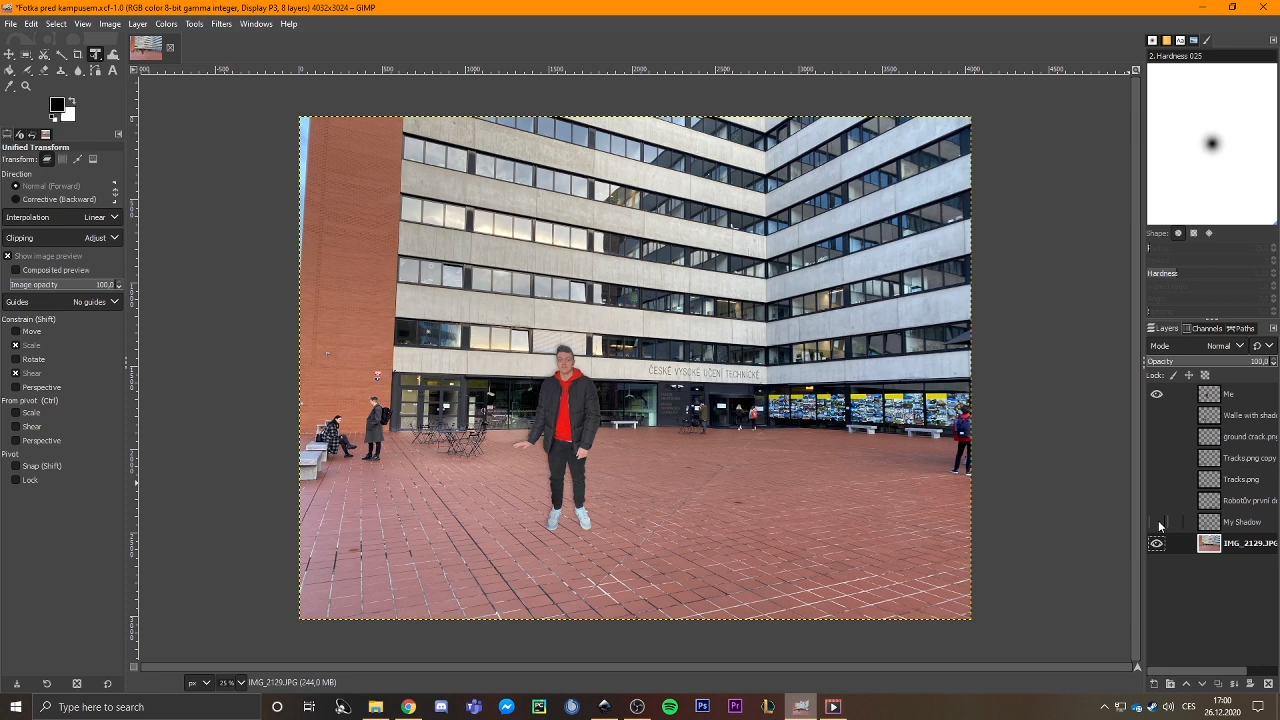 *Fotka pred kampusem.xcf-1.0 (RGB color 8-bit gamma integer, Display P3, 8 layers) 4032x3024 – GIMP
File Edit Select View Image Layer Colors Tools Filters Windows Help
2. Hardness 025
Unified Transform
Transform:
Direction
Normal (Forward)
Corrective (Backward)
Interpolation Linear
Clipping Adjust
Show image preview
Composited preview
Image opacity 100,0
Guides No guides
Constrain (Shift)
Move
Scale
Rotate
Shear
Perspective
From pivot (Ctrl)
Scale
Shear
Perspective
Pivot
Snap (Shift)
Lock
ČESKÉ VYSOKÉ UČENÍ TECHNICKÉ
Shape:
Hardness
Layers Channels Paths
Mode Normal
Opacity 100,0
Lock:
Me
Walle with shad
ground crack.png
Tracks.png copy
Tracks.png
Robotův první d
My Shadow
IMG_2129.JPG
px 25 % IMG_2129.JPG (244,0 MB)
Type here to search
CES
17:00
26.12.2020